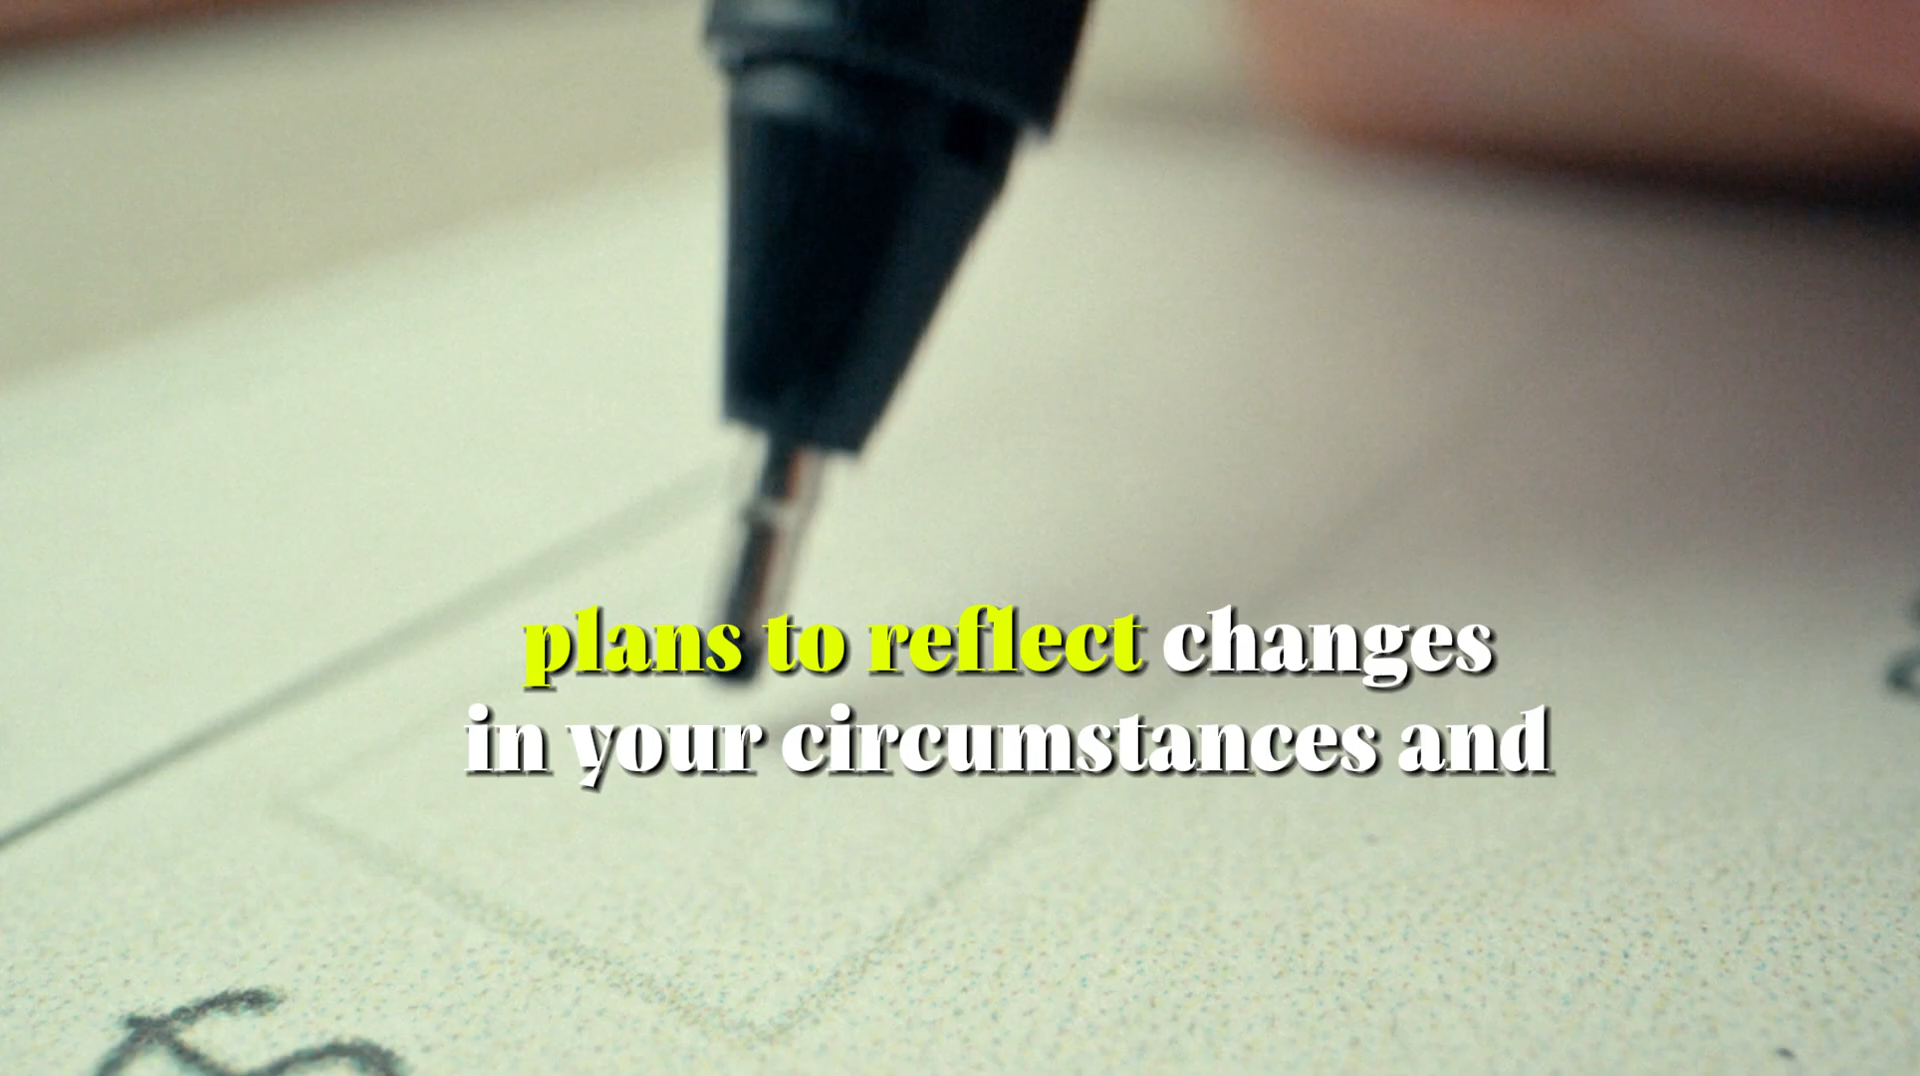 plans to reflect changes
in your circumstances and